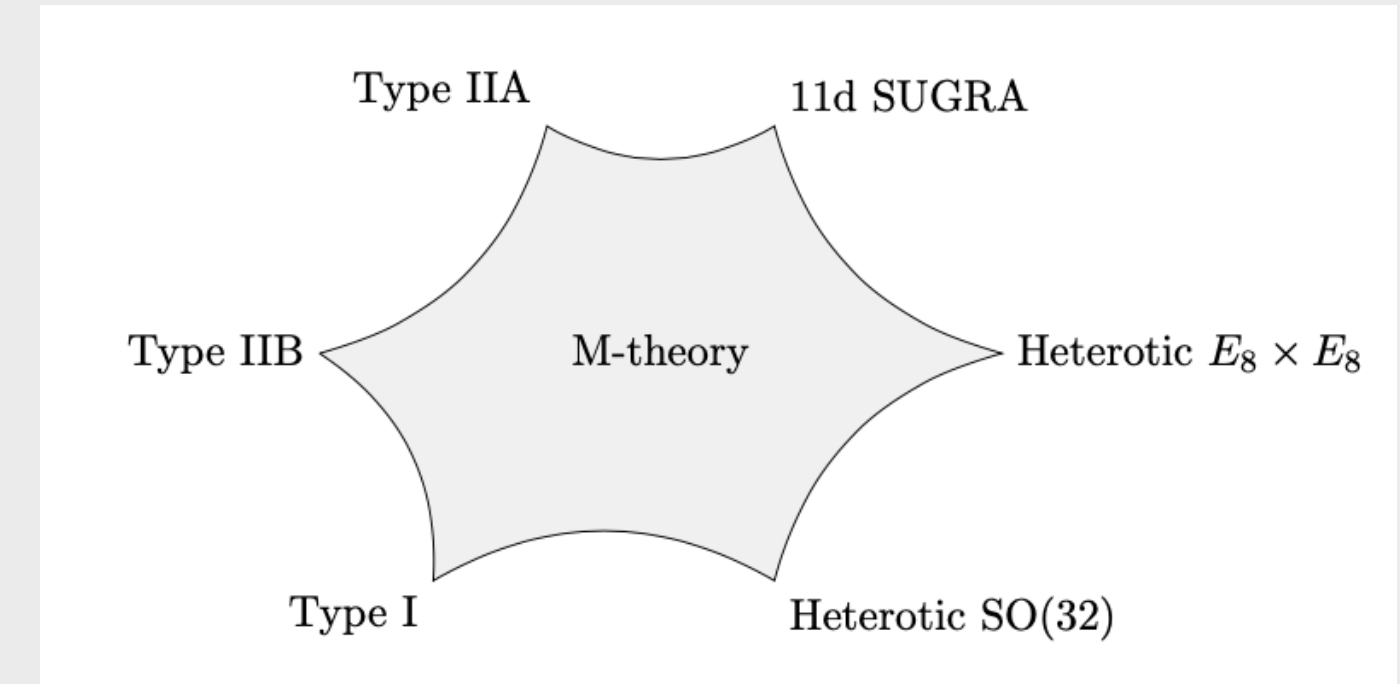 Type IIA
11d SUGRA
Type IIB
M-theory
Heterotic E₈ × E₈
Type I
Heterotic SO(32)